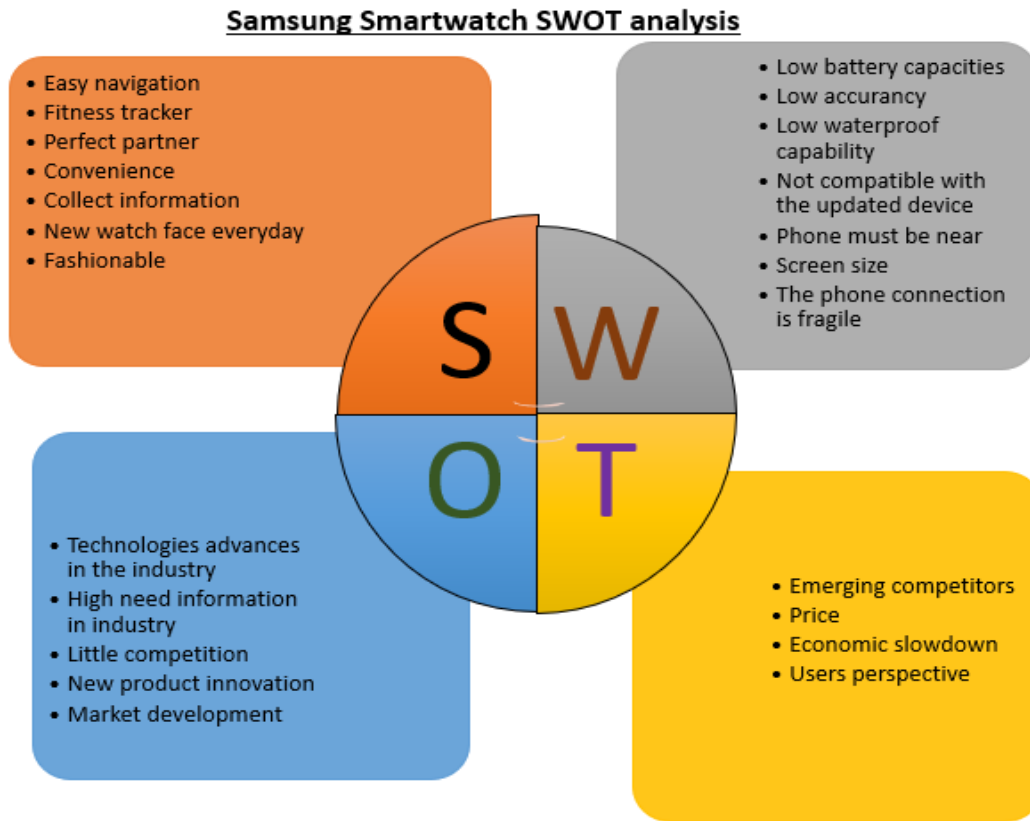 Samsung Smartwatch SWOT analysis
• Easy navigation
• Fitness tracker
• Perfect partner
• Convenience
• Collect information
• New watch face everyday
• Fashionable
• Low battery capacities
• Low accurancy
• Low waterproof
capability
• Not compatible with
the updated device
• Phone must be near
• Screen size
• The phone connection
is fragile
S
W
O
T
• Technologies advances
in the industry
• High need information
in industry
• Little competition
• New product innovation
• Market development
• Emerging competitors
• Price
• Economic slowdown
• Users perspective